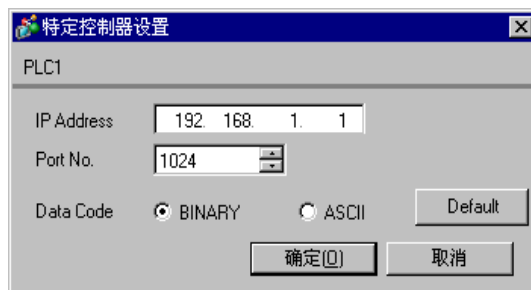 特定控制器设置
PLC1
IP Address 192. 168. 1. 1
Port No. 1024
Data Code BINARY ASCII Default
确定(O) 取消